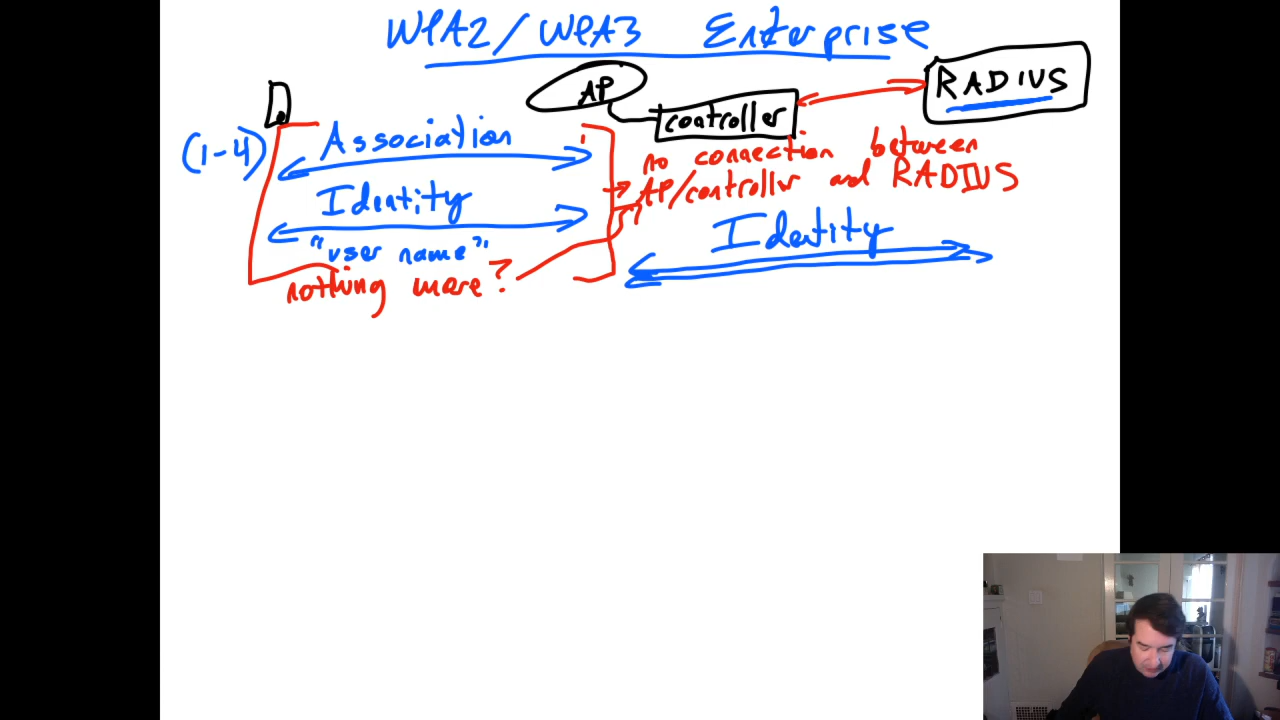 WPA2/WPA3 Enterprise
AP
controller
RADIUS
(1-4)
Association
no connection between
AP/controller and RADIUS
Identity
"user name"
nothing more?
Identity